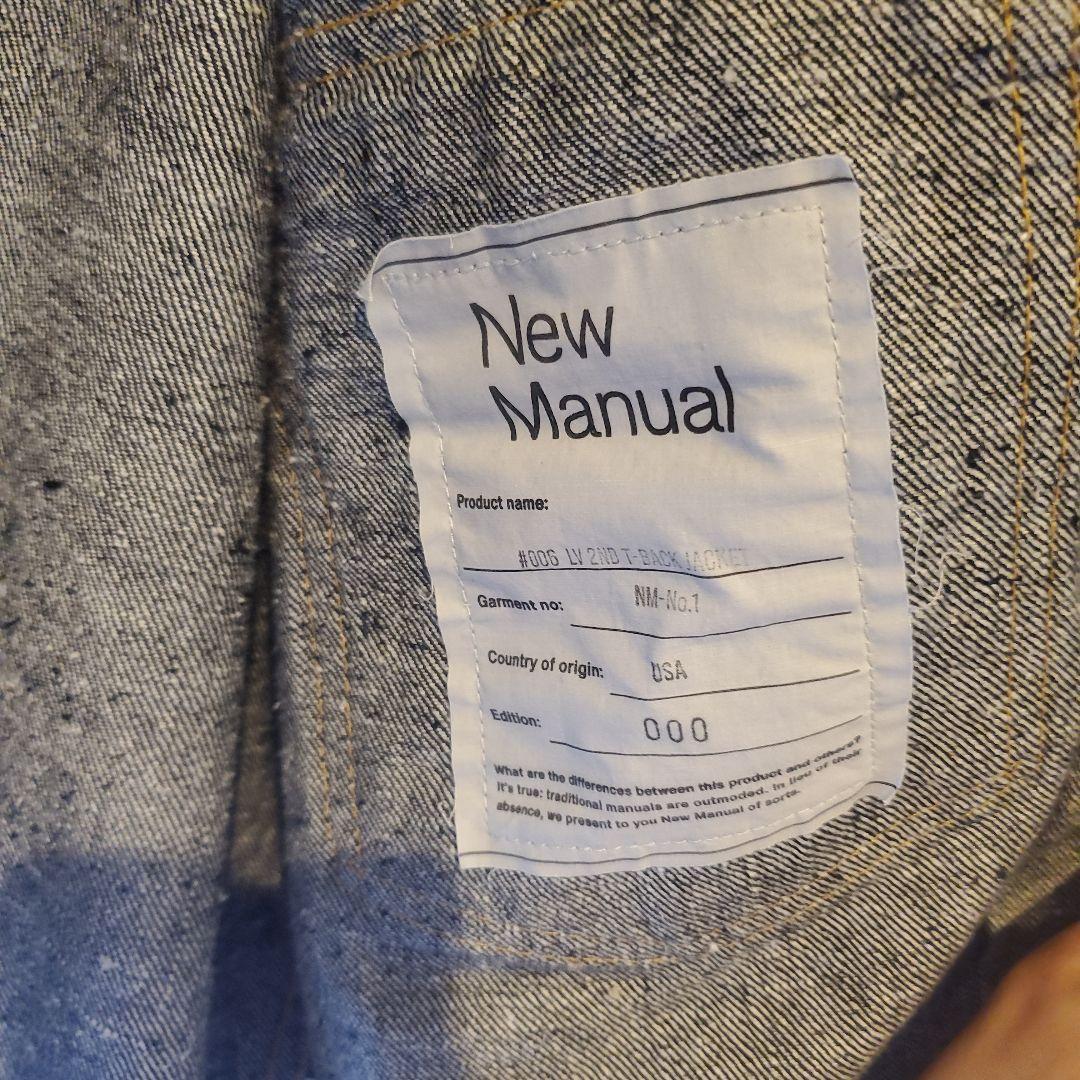 New
Manual
Product name:
#006 LV 2ND T-BACK JACKET
Garment no: NM-No.1
Country of origin: USA
Edition: 000
What are the differences between this product and others?
It's true: traditional manuals are outmoded. In lieu of their
absence, we present to you New Manual of sorts.